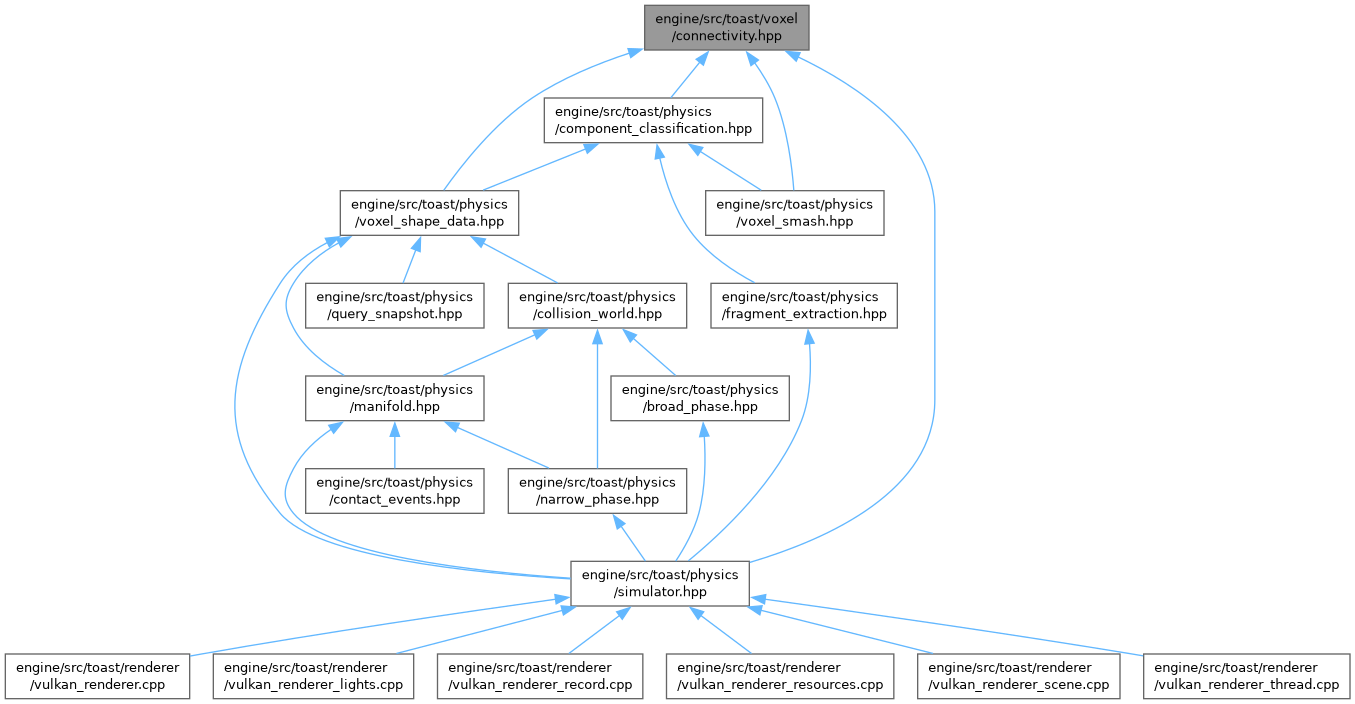 engine/src/toast/voxel
/connectivity.hpp
engine/src/toast/physics
/component_classification.hpp
engine/src/toast/physics
/voxel_shape_data.hpp
engine/src/toast/physics
/voxel_smash.hpp
engine/src/toast/physics
/query_snapshot.hpp
engine/src/toast/physics
/collision_world.hpp
engine/src/toast/physics
/fragment_extraction.hpp
engine/src/toast/physics
/manifold.hpp
engine/src/toast/physics
/broad_phase.hpp
engine/src/toast/physics
/contact_events.hpp
engine/src/toast/physics
/narrow_phase.hpp
engine/src/toast/physics
/simulator.hpp
engine/src/toast/renderer
/vulkan_renderer.cpp
engine/src/toast/renderer
/vulkan_renderer_lights.cpp
engine/src/toast/renderer
/vulkan_renderer_record.cpp
engine/src/toast/renderer
/vulkan_renderer_resources.cpp
engine/src/toast/renderer
/vulkan_renderer_scene.cpp
engine/src/toast/renderer
/vulkan_renderer_thread.cpp